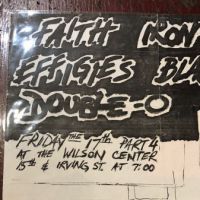 FAITH IRON
EFFIGIES BLA
DOUBLE-O
FRIDAY THE 17TH PART 4
AT THE WILSON CENTER
15th & IRVING ST. AT 7:00